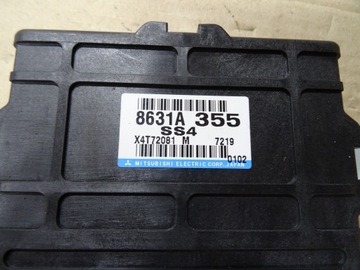 8631A 355
SS4
X4T72081 M 7219
D102
MITSUBISHI ELECTRIC CORP. JAPAN